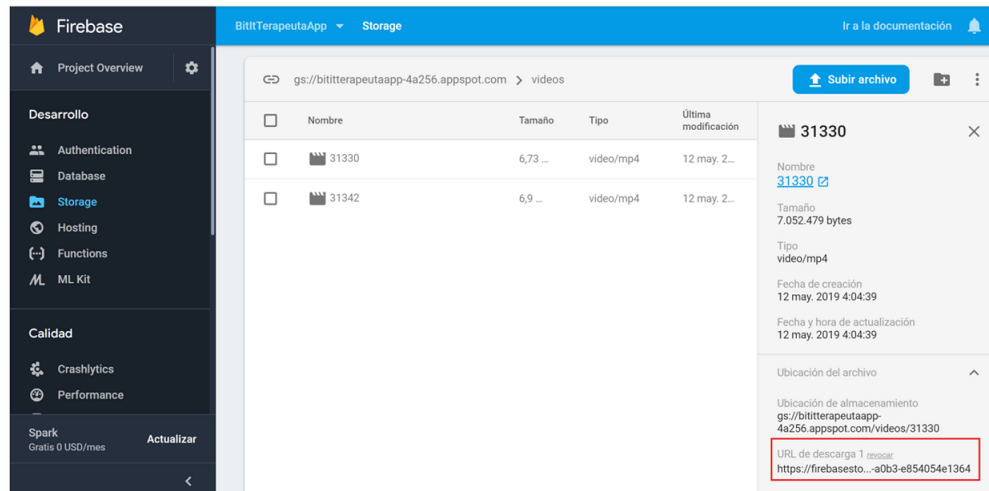 Firebase
BitItTerapeutaApp Storage
Ir a la documentación
Project Overview
Desarrollo
Authentication
Database
Storage
Hosting
Functions
ML Kit
Calidad
Crashlytics
Performance
Spark
Gratis 0 USD/mes
Actualizar
gs://bititterapeutaapp-4a256.appspot.com > videos
Subir archivo
Nombre Tamaño Tipo Última modificación
31330 6,73 ... video/mp4 12 may. 2...
31342 6,9 ... video/mp4 12 may. 2...
31330
Nombre
31330
Tamaño
7.052.479 bytes
Tipo
video/mp4
Fecha de creación
12 may. 2019 4:04:39
Fecha y hora de actualización
12 may. 2019 4:04:39
Ubicación del archivo
Ubicación de almacenamiento
gs://bititterapeutaapp-
4a256.appspot.com/videos/31330
URL de descarga 1 revocar
https://firebasesto...-a0b3-e854054e1364